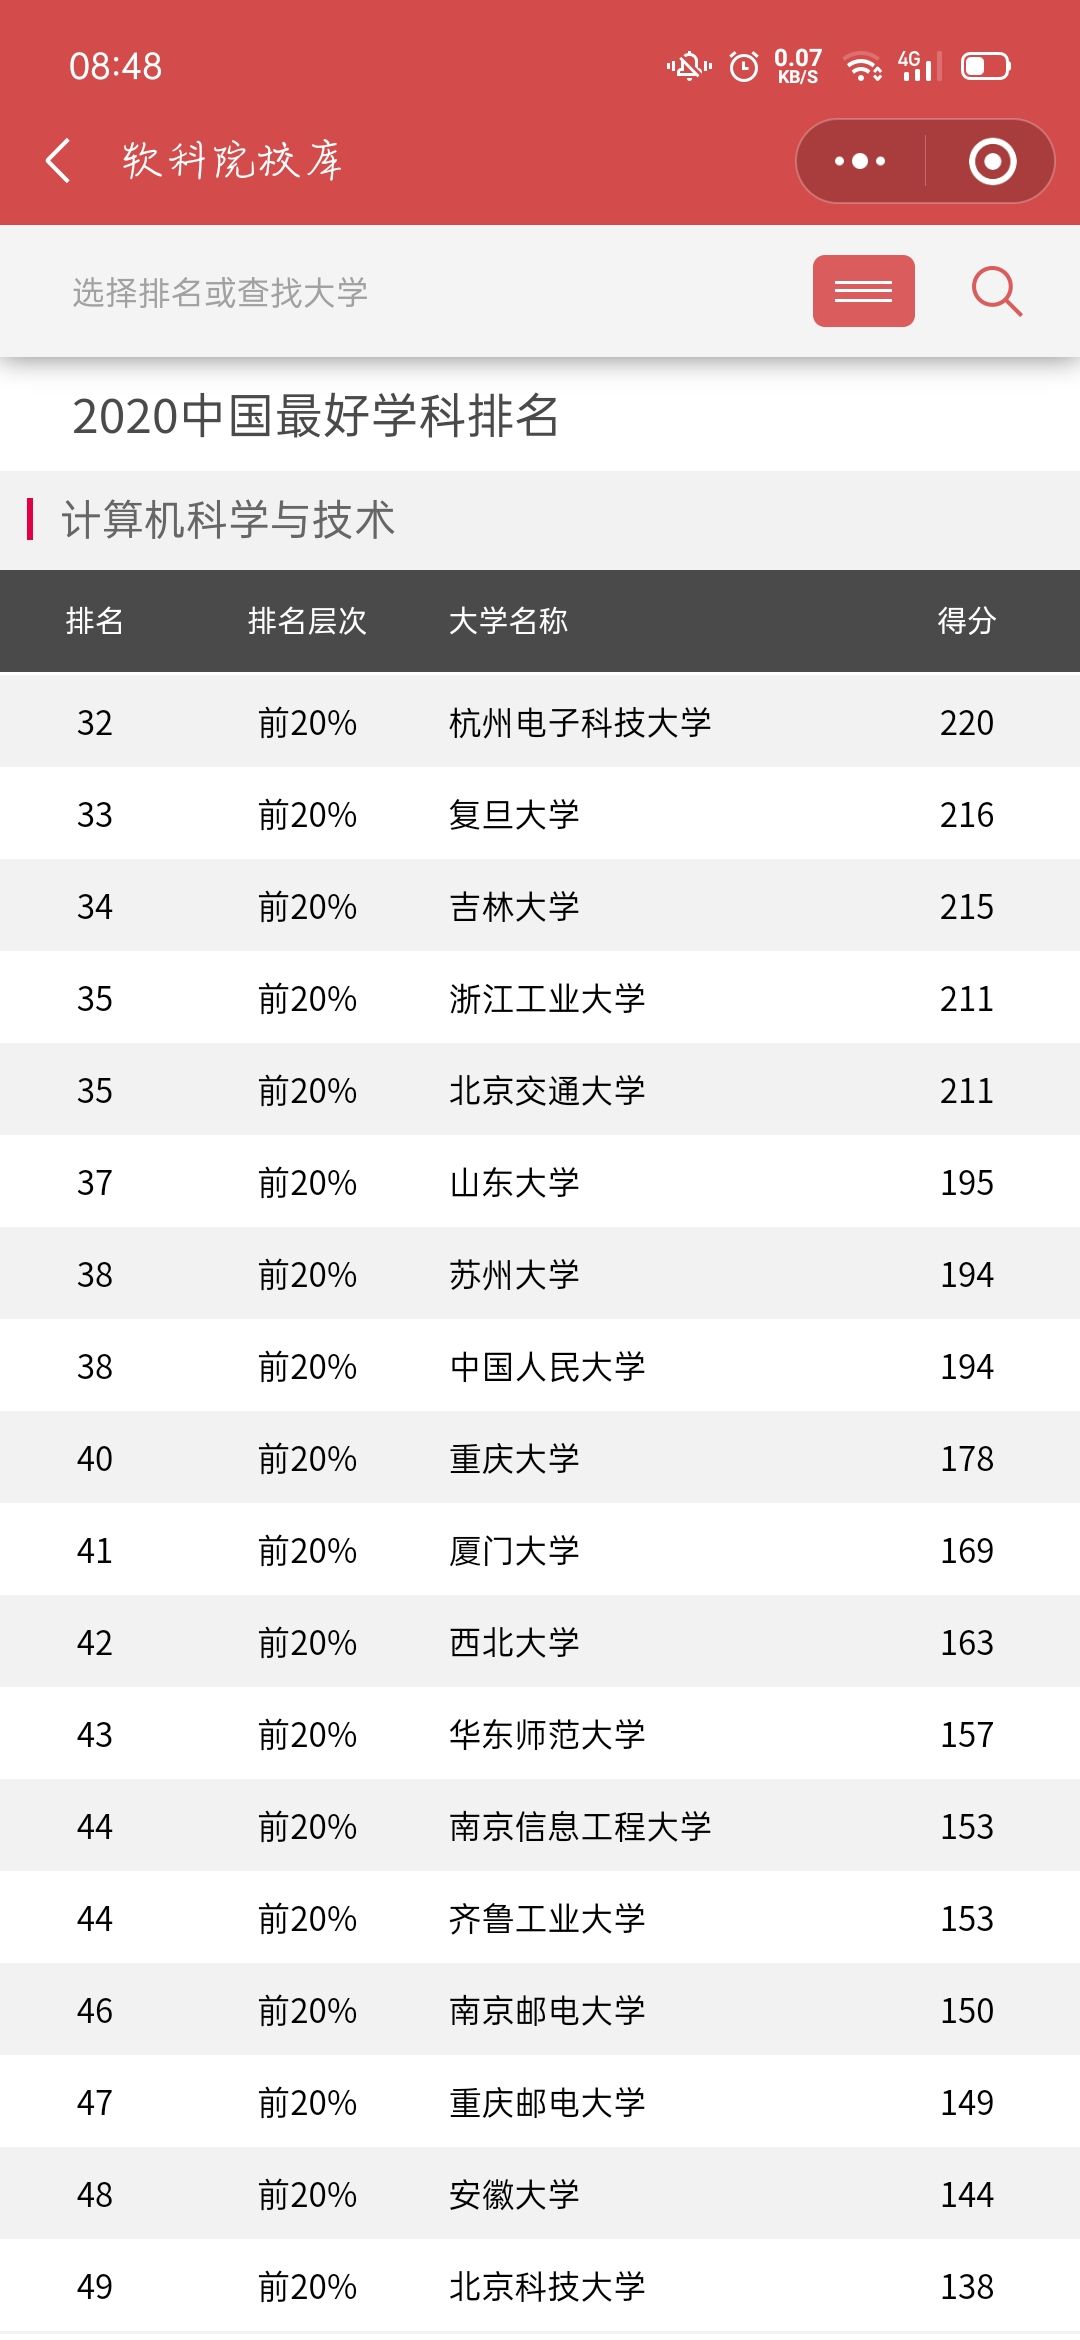 08:48 0.07 KB/S 4G
软科院校库
选择排名或查找大学
2020中国最好学科排名
计算机科学与技术
排名 排名层次 大学名称 得分
32 前20% 杭州电子科技大学 220
33 前20% 复旦大学 216
34 前20% 吉林大学 215
35 前20% 浙江工业大学 211
35 前20% 北京交通大学 211
37 前20% 山东大学 195
38 前20% 苏州大学 194
38 前20% 中国人民大学 194
40 前20% 重庆大学 178
41 前20% 厦门大学 169
42 前20% 西北大学 163
43 前20% 华东师范大学 157
44 前20% 南京信息工程大学 153
44 前20% 齐鲁工业大学 153
46 前20% 南京邮电大学 150
47 前20% 重庆邮电大学 149
48 前20% 安徽大学 144
49 前20% 北京科技大学 138